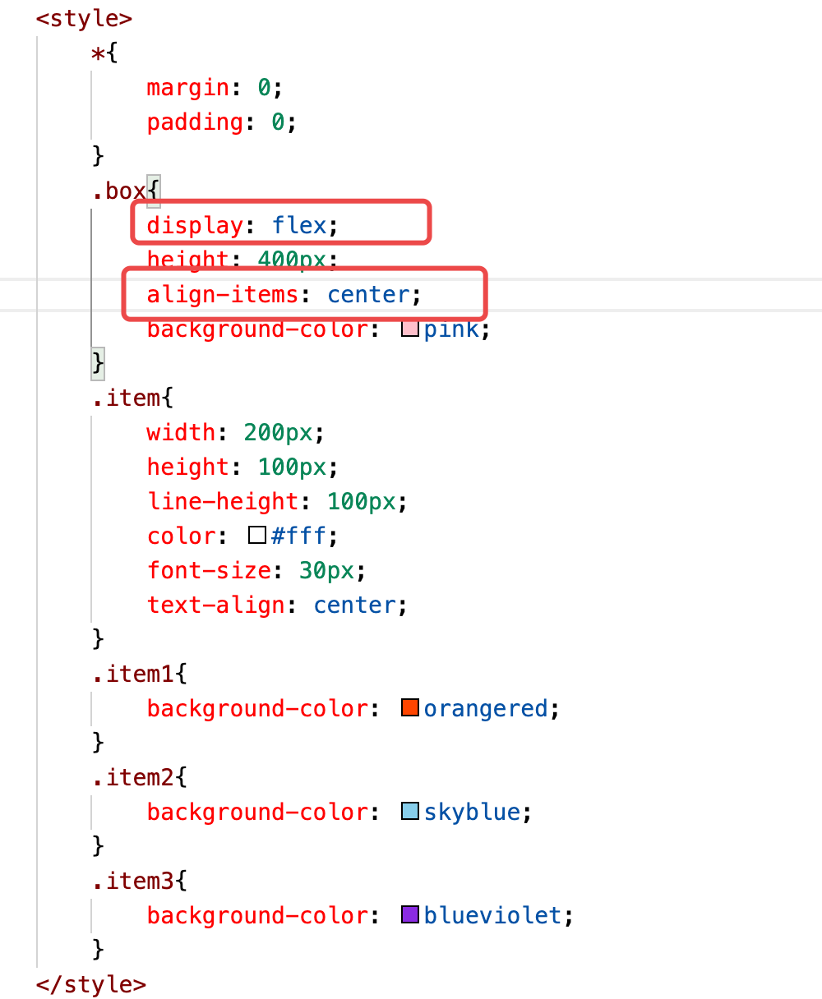 <style>
*{
margin: 0;
padding: 0;
}
.box{
display: flex;
height: 400px;
align-items: center;
background-color: pink;
}
.item{
width: 200px;
height: 100px;
line-height: 100px;
color: #fff;
font-size: 30px;
text-align: center;
}
.item1{
background-color: orangered;
}
.item2{
background-color: skyblue;
}
.item3{
background-color: blueviolet;
}
</style>